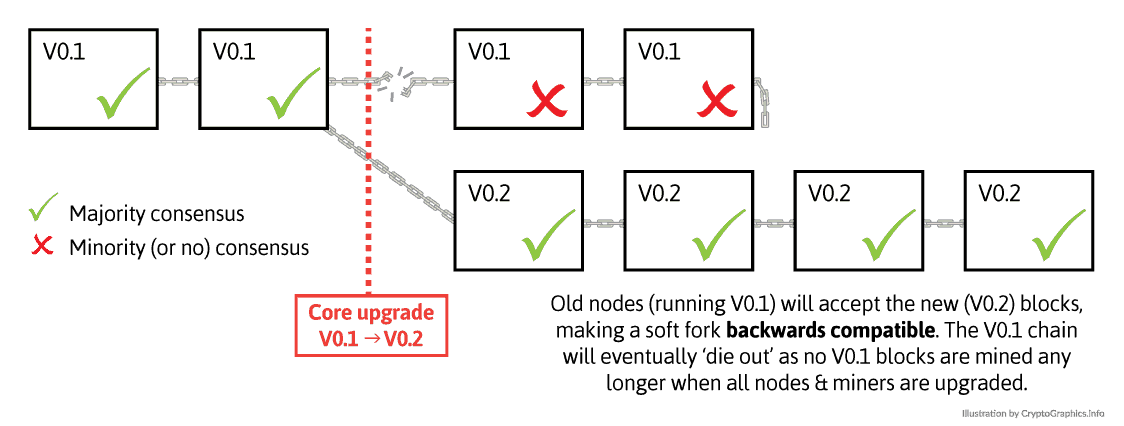 V0.1
V0.1
V0.1
V0.1
V0.2
V0.2
V0.2
V0.2
Majority consensus
Minority (or no) consensus
Core upgrade
V0.1 → V0.2
Old nodes (running V0.1) will accept the new (V0.2) blocks,
making a soft fork backwards compatible. The V0.1 chain
will eventually ‘die out’ as no V0.1 blocks are mined any
longer when all nodes & miners are upgraded.
Illustration by CryptoGraphics.info